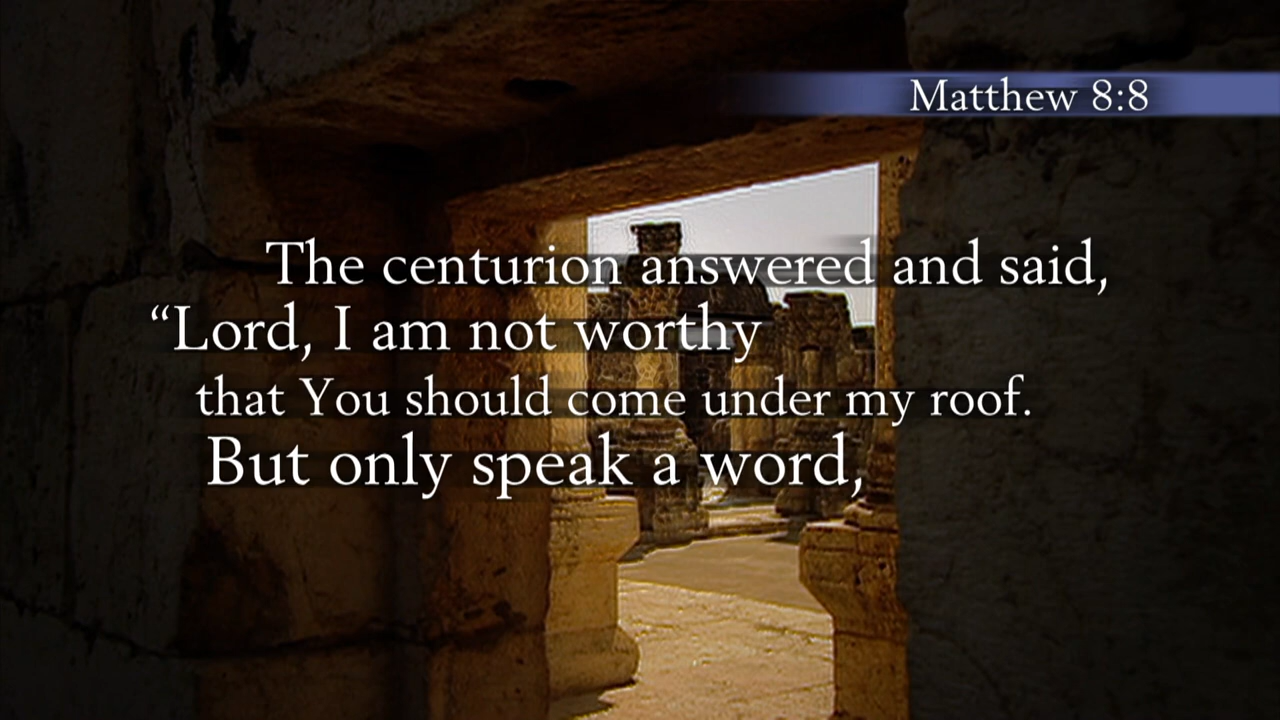 Matthew 8:8
The centurion answered and said,
“Lord, I am not worthy
that You should come under my roof.
But only speak a word,